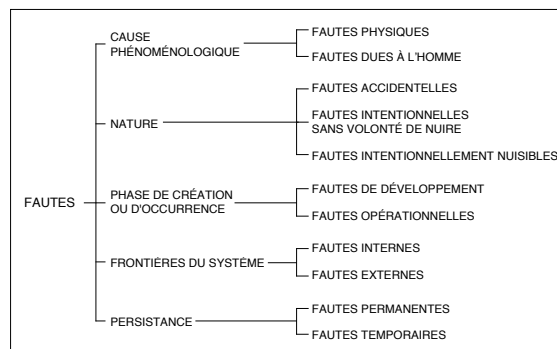 FAUTES
CAUSE
PHÉNOMÉNOLOGIQUE
FAUTES PHYSIQUES
FAUTES DUES À L'HOMME
NATURE
FAUTES ACCIDENTELLES
FAUTES INTENTIONNELLES
SANS VOLONTÉ DE NUIRE
FAUTES INTENTIONNELLEMENT NUISIBLES
PHASE DE CRÉATION
OU D'OCCURRENCE
FAUTES DE DÉVELOPPEMENT
FAUTES OPÉRATIONNELLES
FRONTIÈRES DU SYSTÈME
FAUTES INTERNES
FAUTES EXTERNES
PERSISTANCE
FAUTES PERMANENTES
FAUTES TEMPORAIRES